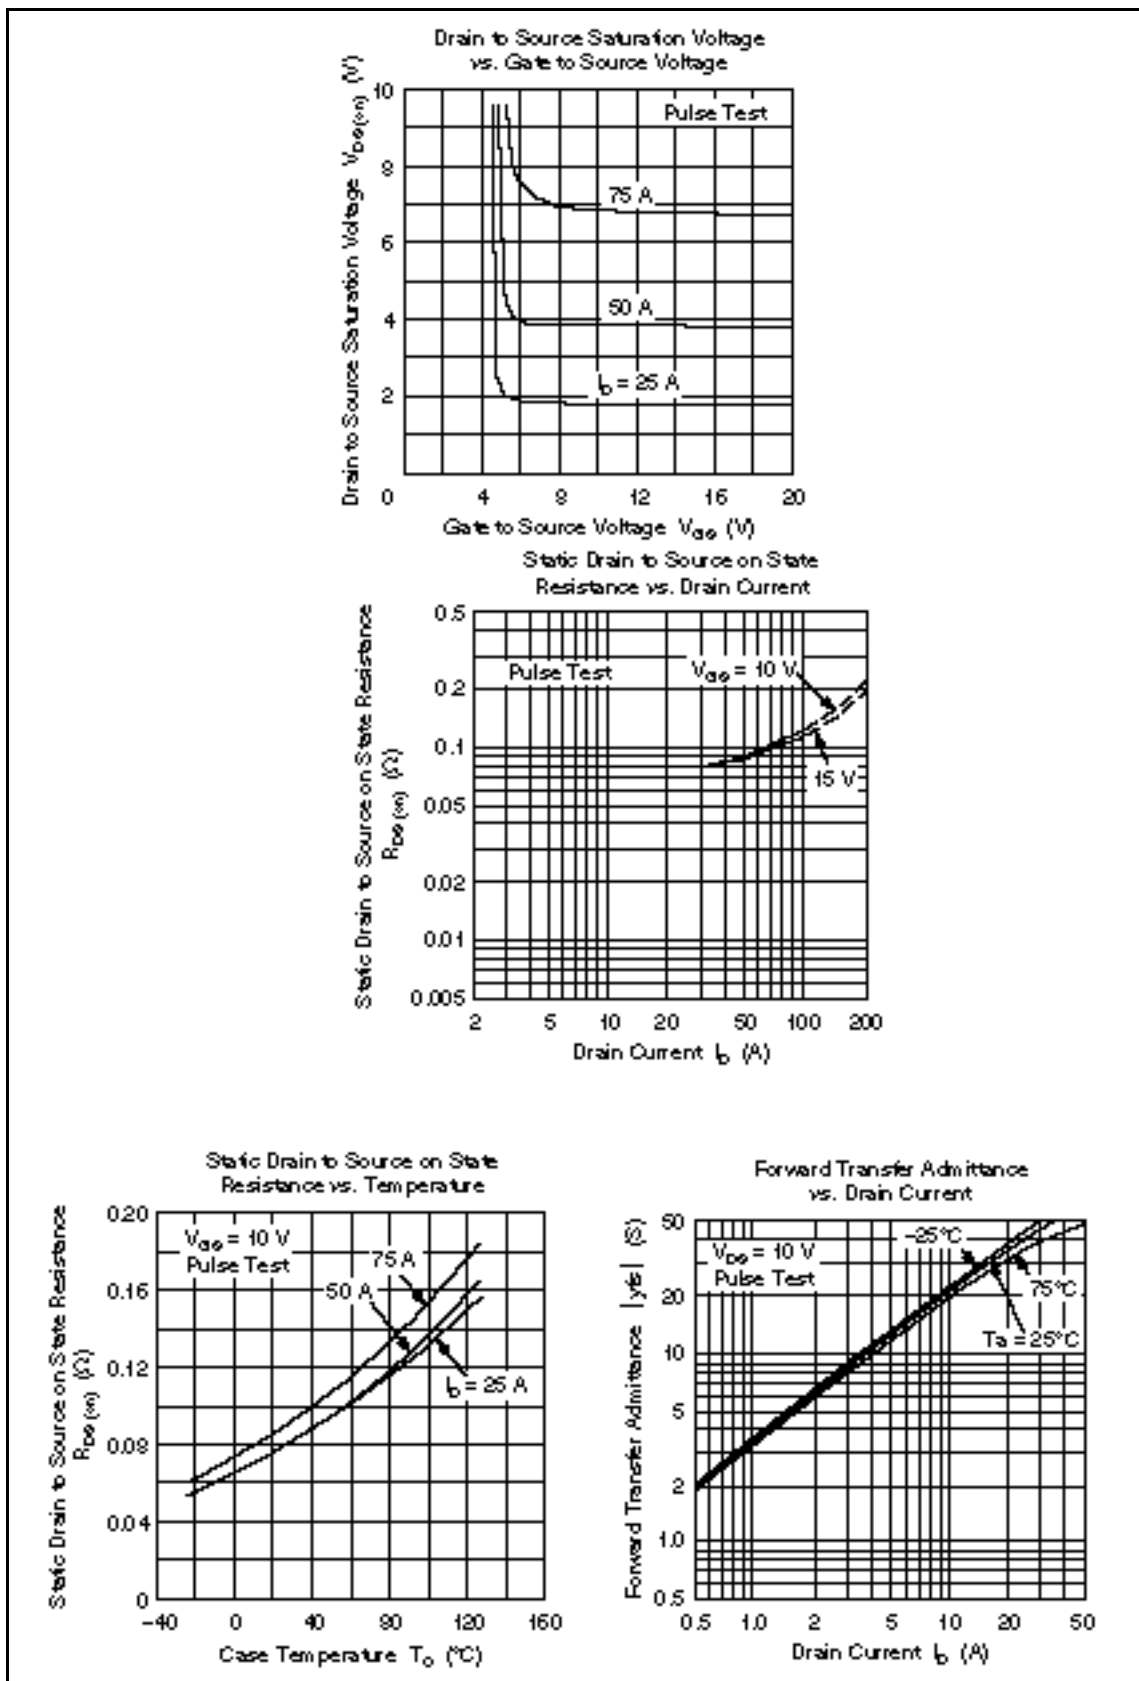 Drain to Source Saturation Voltage
vs. Gate to Source Voltage
Drain to Source Saturation Voltage V_DS(on) (V)
Pulse Test
10
8
6
4
2
0
75 A
50 A
I_D = 25 A
4 8 12 16 20
Gate to Source Voltage V_GS (V)
Static Drain to Source on State
Resistance vs. Drain Current
Static Drain to Source on State Resistance
R_DS(on) (Ω)
0.5
0.2
0.1
0.05
0.02
0.01
0.005
Pulse Test
V_GS = 10 V
15 V
2 5 10 20 50 100 200
Drain Current I_D (A)
Static Drain to Source on State
Resistance vs. Temperature
Static Drain to Source on State Resistance
R_DS(on) (Ω)
0.20
0.16
0.12
0.08
0.04
0
V_GS = 10 V
Pulse Test
75 A
50 A
I_D = 25 A
−40 0 40 80 120 160
Case Temperature T_C (°C)
Forward Transfer Admittance
vs. Drain Current
Forward Transfer Admittance |yfs| (S)
50
20
10
5
2
1.0
0.5
V_DS = 10 V
Pulse Test
−25°C
75°C
Ta = 25°C
0.5 1.0 2 5 10 20 50
Drain Current I_D (A)